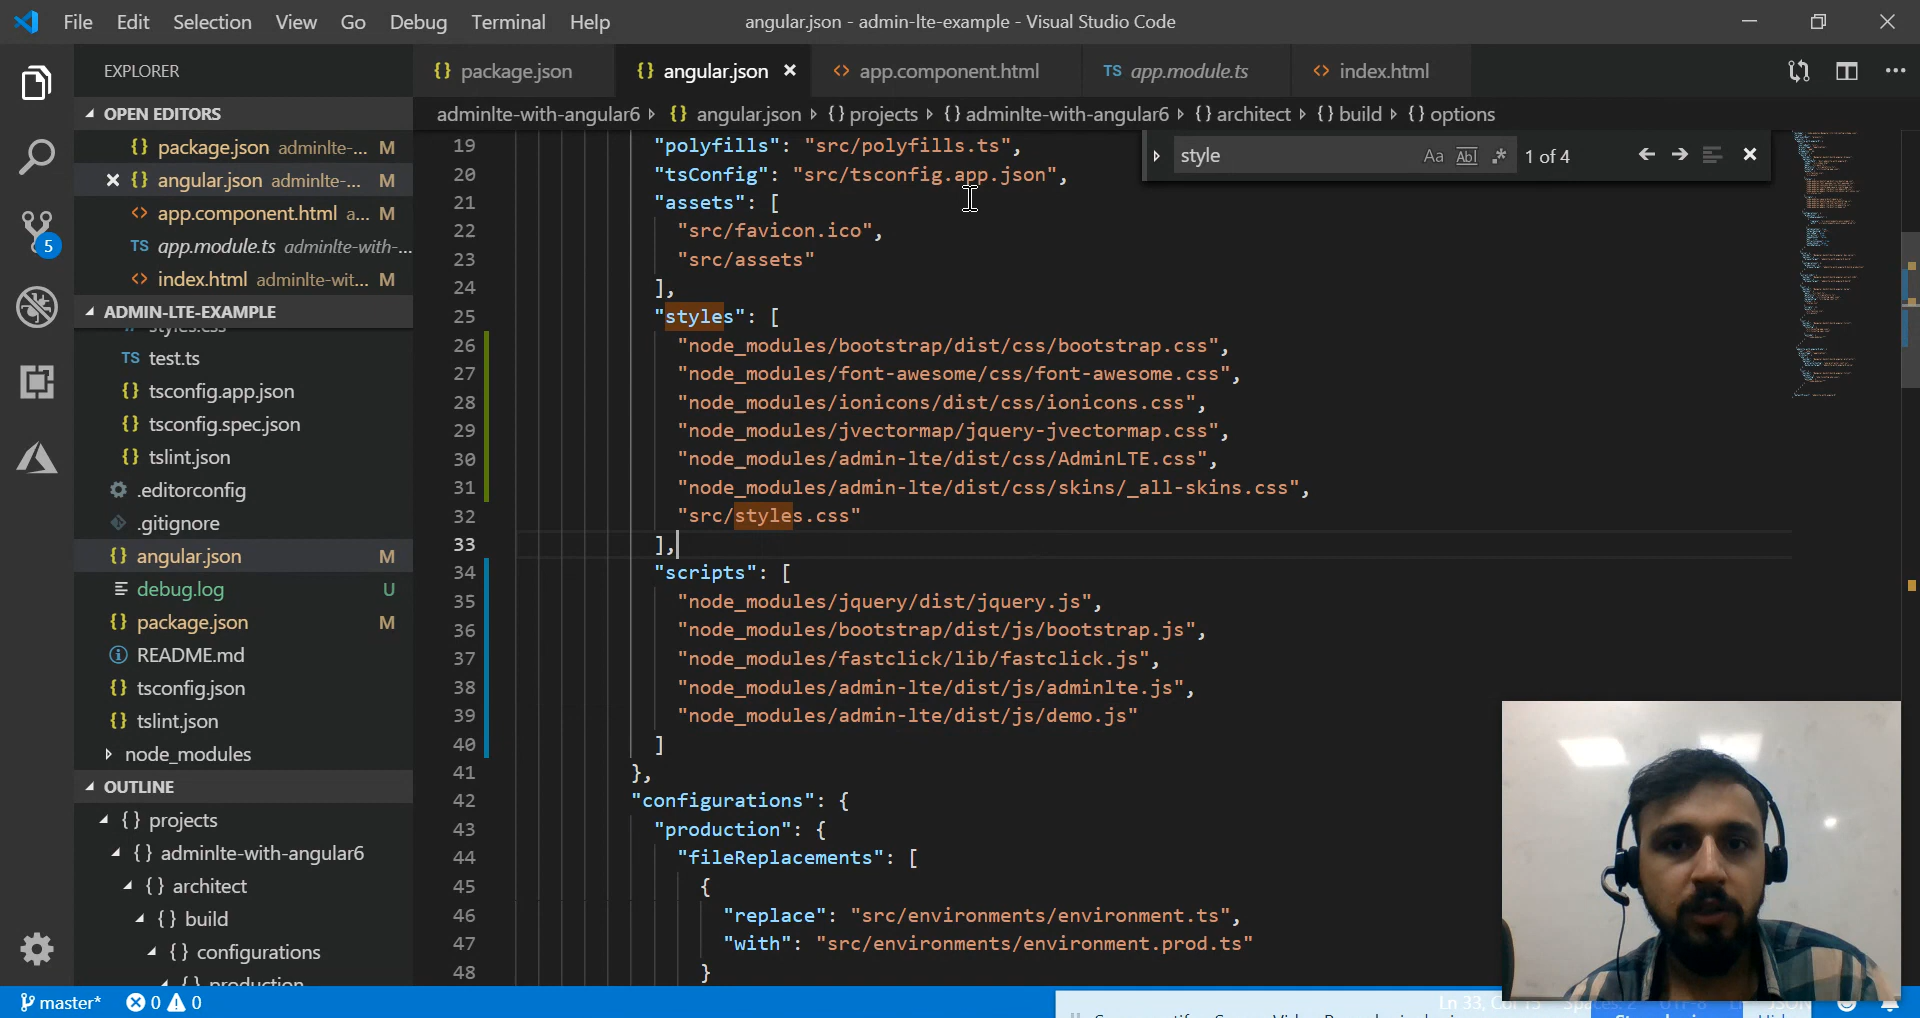 File Edit Selection View Go Debug Terminal Help
angular.json - admin-lte-example - Visual Studio Code
EXPLORER
OPEN EDITORS
package.json adminlte-... M
angular.json adminlte-... M
app.component.html a... M
TS app.module.ts adminlte-with-...
index.html adminlte-wit... M
ADMIN-LTE-EXAMPLE
styles.css
TS test.ts
{} tsconfig.app.json
{} tsconfig.spec.json
{} tslint.json
.editorconfig
.gitignore
{} angular.json M
debug.log U
{} package.json M
README.md
{} tsconfig.json
{} tslint.json
node_modules
OUTLINE
{} projects
{} adminlte-with-angular6
{} architect
{} build
{} configurations
{} production
5
{} package.json
{} angular.json
<> app.component.html
TS app.module.ts
<> index.html
adminlte-with-angular6 {} angular.json {} projects {} adminlte-with-angular6 {} architect {} build {} options
style Aa Abl .* 1 of 4
19 "polyfills": "src/polyfills.ts",
20 "tsConfig": "src/tsconfig.app.json",
21 "assets": [
22 "src/favicon.ico",
23 "src/assets"
24 ],
25 "styles": [
26 "node_modules/bootstrap/dist/css/bootstrap.css",
27 "node_modules/font-awesome/css/font-awesome.css",
28 "node_modules/ionicons/dist/css/ionicons.css",
29 "node_modules/jvectormap/jquery-jvectormap.css",
30 "node_modules/admin-lte/dist/css/AdminLTE.css",
31 "node_modules/admin-lte/dist/css/skins/_all-skins.css",
32 "src/styles.css"
33 ],
34 "scripts": [
35 "node_modules/jquery/dist/jquery.js",
36 "node_modules/bootstrap/dist/js/bootstrap.js",
37 "node_modules/fastclick/lib/fastclick.js",
38 "node_modules/admin-lte/dist/js/adminlte.js",
39 "node_modules/admin-lte/dist/js/demo.js"
40 ]
41 },
42 "configurations": {
43 "production": {
44 "fileReplacements": [
45 {
46 "replace": "src/environments/environment.ts",
47 "with": "src/environments/environment.prod.ts"
48 }
master* 0 0